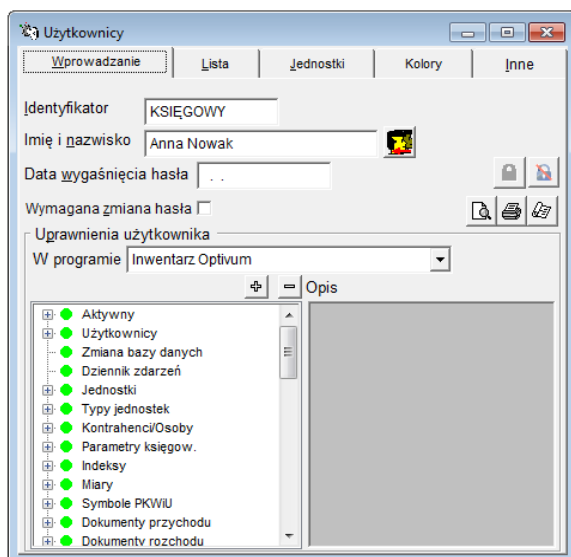 Użytkownicy
Wprowadzanie Lista Jednostki Kolory Inne
Identyfikator KSIĘGOWY
Imię i nazwisko Anna Nowak
Data wygaśnięcia hasła . .
Wymagana zmiana hasła
Uprawnienia użytkownika
W programie Inwentarz Optivum
Opis
Aktywny
Użytkownicy
Zmiana bazy danych
Dziennik zdarzeń
Jednostki
Typy jednostek
Kontrahenci/Osoby
Parametry księgow.
Indeksy
Miary
Symbole PKWiU
Dokumenty przychodu
Dokumenty rozchodu